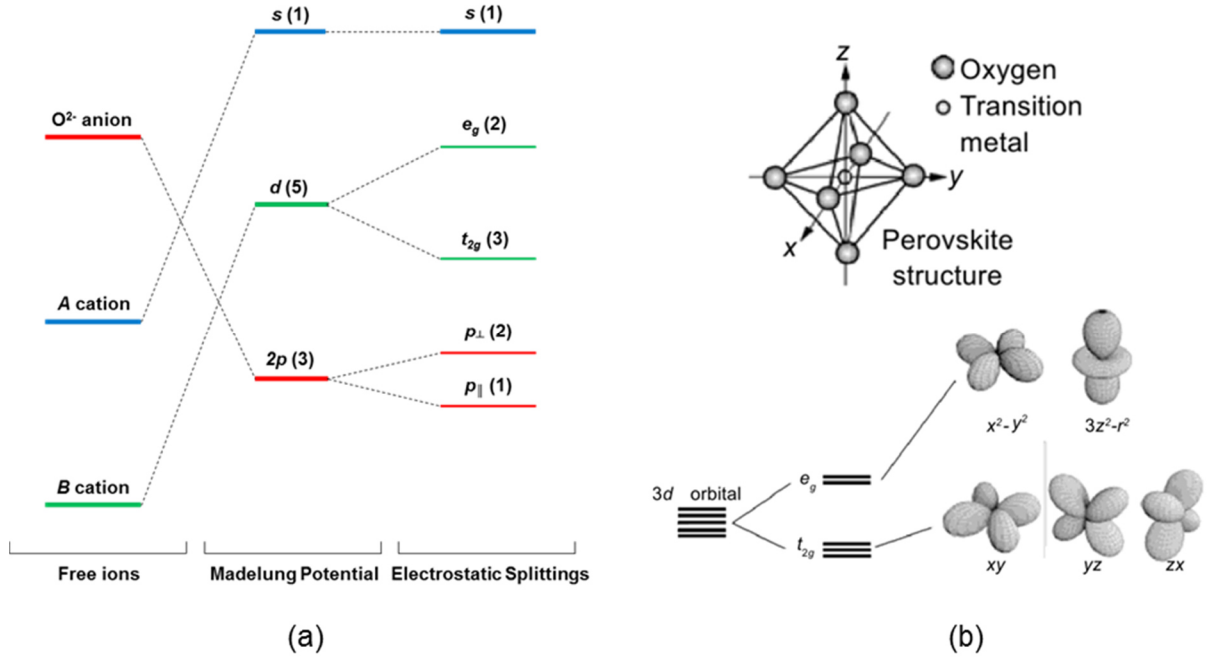 s (1)
s (1)
O²⁻ anion
e_g (2)
d (5)
t_2g (3)
A cation
p⊥ (2)
2p (3)
p∥ (1)
B cation
Free ions
Madelung Potential
Electrostatic Splittings
(a)
z
Oxygen
Transition
metal
y
x
Perovskite
structure
x²-y²
3z²-r²
e_g
3d orbital
t_2g
xy
yz
zx
(b)